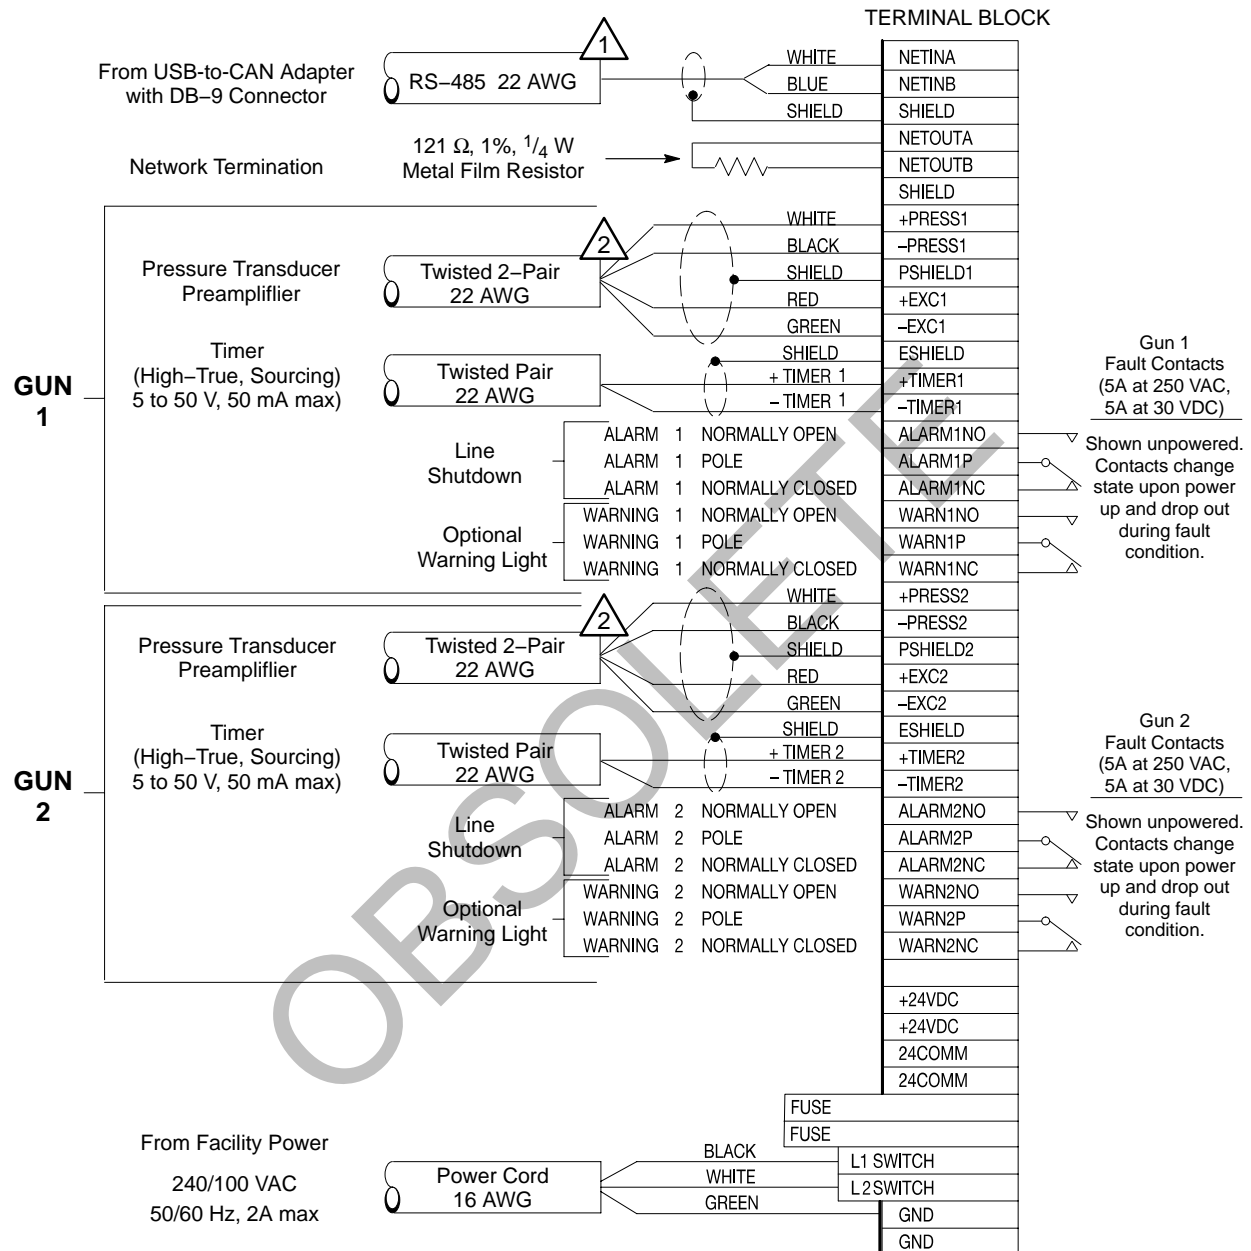 TERMINAL BLOCK
1
From USB-to-CAN Adapter
with DB−9 Connector
RS−485 22 AWG
WHITE NETINA
BLUE NETINB
SHIELD SHIELD
NETOUTA
Network Termination
121 Ω, 1%, 1/4 W
Metal Film Resistor
NETOUTB
SHIELD
GUN
1
2
Pressure Transducer
Preamplifier
Twisted 2−Pair
22 AWG
WHITE +PRESS1
BLACK −PRESS1
SHIELD PSHIELD1
RED +EXC1
GREEN −EXC1
Timer
(High−True, Sourcing)
5 to 50 V, 50 mA max)
Twisted Pair
22 AWG
SHIELD ESHIELD
+ TIMER 1 +TIMER1
− TIMER 1 −TIMER1
Line
Shutdown
ALARM 1 NORMALLY OPEN ALARM1NO
ALARM 1 POLE ALARM1P
ALARM 1 NORMALLY CLOSED ALARM1NC
Optional
Warning Light
WARNING 1 NORMALLY OPEN WARN1NO
WARNING 1 POLE WARN1P
WARNING 1 NORMALLY CLOSED WARN1NC
Gun 1
Fault Contacts
(5A at 250 VAC,
5A at 30 VDC)
Shown unpowered.
Contacts change
state upon power
up and drop out
during fault
condition.
GUN
2
2
Pressure Transducer
Preamplifier
Twisted 2−Pair
22 AWG
WHITE +PRESS2
BLACK −PRESS2
SHIELD PSHIELD2
RED +EXC2
GREEN −EXC2
Timer
(High−True, Sourcing)
5 to 50 V, 50 mA max)
Twisted Pair
22 AWG
SHIELD ESHIELD
+ TIMER 2 +TIMER2
− TIMER 2 −TIMER2
Line
Shutdown
ALARM 2 NORMALLY OPEN ALARM2NO
ALARM 2 POLE ALARM2P
ALARM 2 NORMALLY CLOSED ALARM2NC
Optional
Warning Light
WARNING 2 NORMALLY OPEN WARN2NO
WARNING 2 POLE WARN2P
WARNING 2 NORMALLY CLOSED WARN2NC
Gun 2
Fault Contacts
(5A at 250 VAC,
5A at 30 VDC)
Shown unpowered.
Contacts change
state upon power
up and drop out
during fault
condition.
+24VDC
+24VDC
24COMM
24COMM
FUSE
FUSE
From Facility Power
240/100 VAC
50/60 Hz, 2A max
Power Cord
16 AWG
BLACK L1 SWITCH
WHITE L2SWITCH
GREEN GND
GND
OBSOLETE